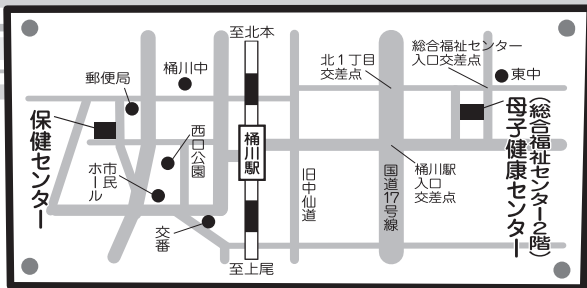 至北本
総合福祉センター
入口交差点
北1丁目
交差点
東中
桶川中
郵便局
保健センター
西口公園
桶川駅
市民
ホール
旧中仙道
国道17号線
桶川駅
入口
交差点
母子健康センター
(総合福祉センター2階)
交番
至上尾